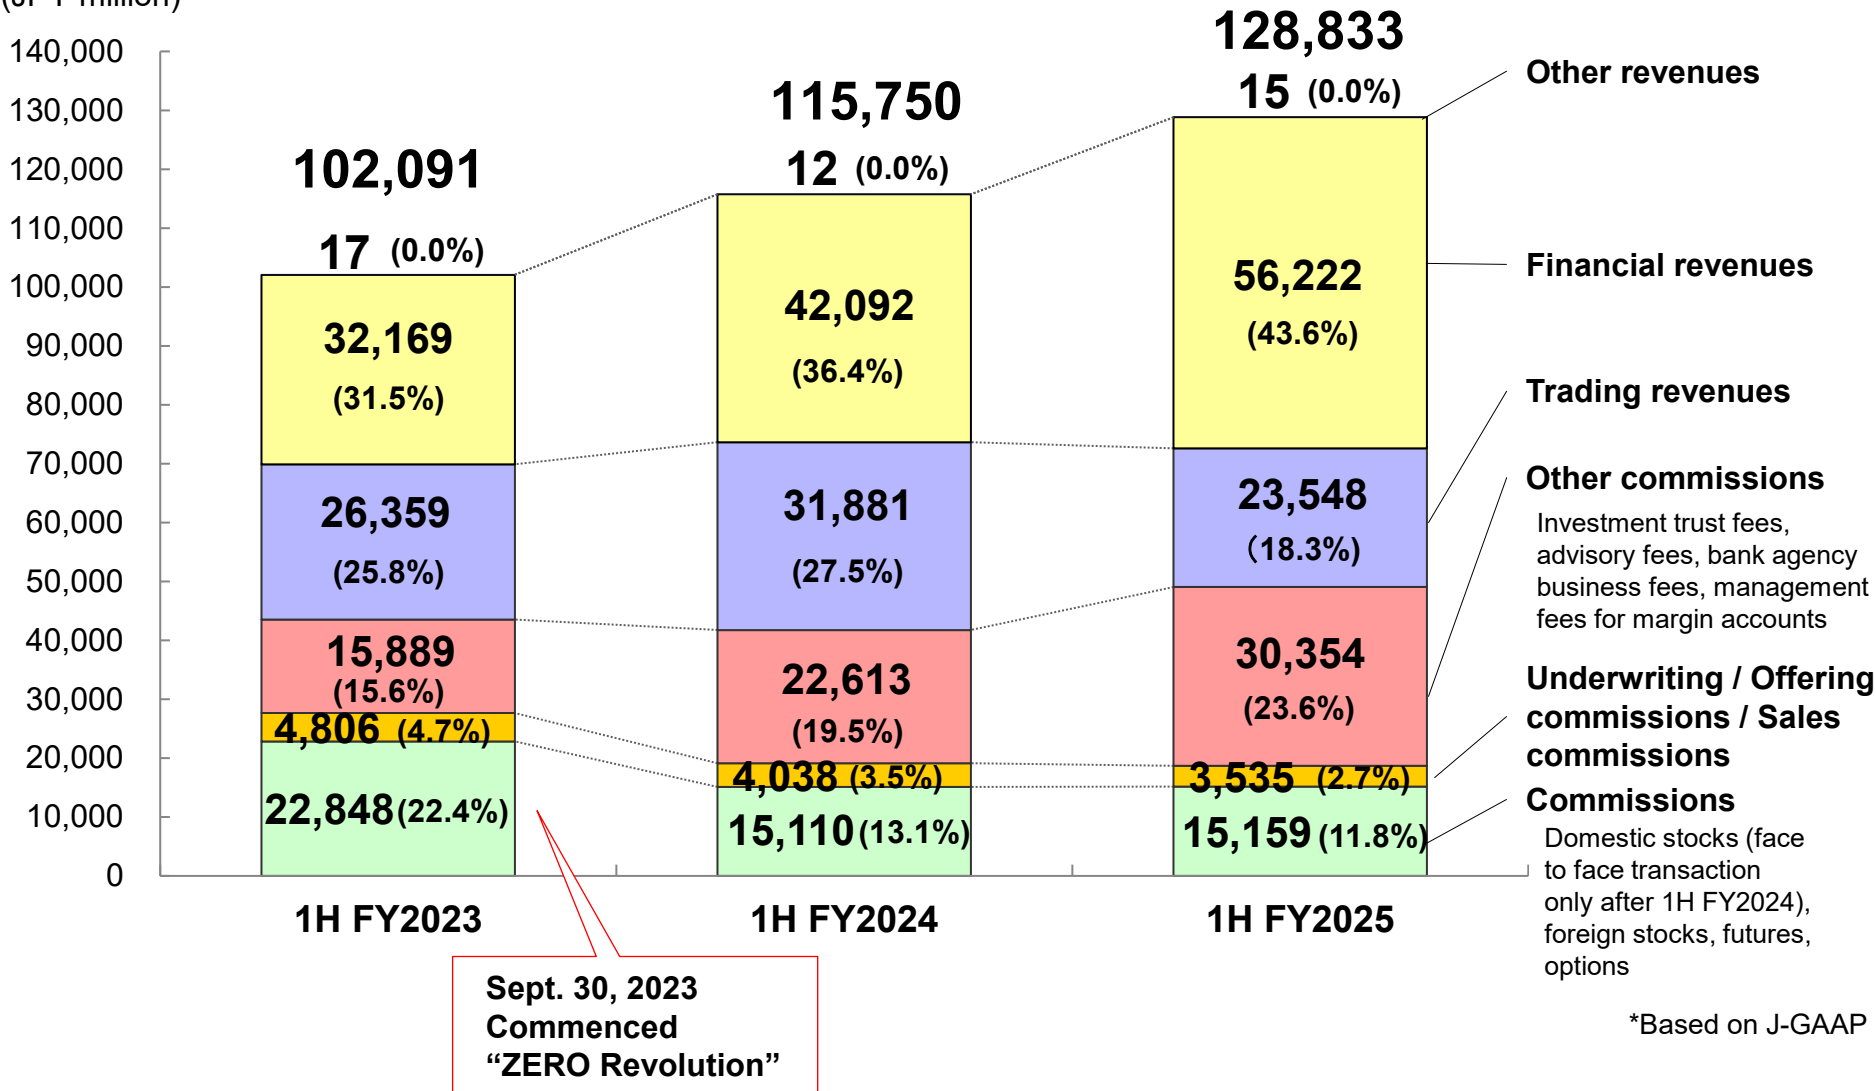 (JPY million)
140,000
130,000
120,000
110,000
100,000
90,000
80,000
70,000
60,000
50,000
40,000
30,000
20,000
10,000
0
102,091
17 (0.0%)
32,169
(31.5%)
26,359
(25.8%)
15,889
(15.6%)
4,806 (4.7%)
22,848 (22.4%)
1H FY2023
115,750
12 (0.0%)
42,092
(36.4%)
31,881
(27.5%)
22,613
(19.5%)
4,038 (3.5%)
15,110 (13.1%)
1H FY2024
128,833
15 (0.0%)
56,222
(43.6%)
23,548
（18.3%)
30,354
(23.6%)
3,535 (2.7%)
15,159 (11.8%)
1H FY2025
Other revenues
Financial revenues
Trading revenues
Other commissions
Investment trust fees,
advisory fees, bank agency
business fees, management
fees for margin accounts
Underwriting / Offering
commissions / Sales
commissions
Commissions
Domestic stocks (face
to face transaction
only after 1H FY2024),
foreign stocks, futures,
options
Sept. 30, 2023
Commenced
“ZERO Revolution”
*Based on J-GAAP